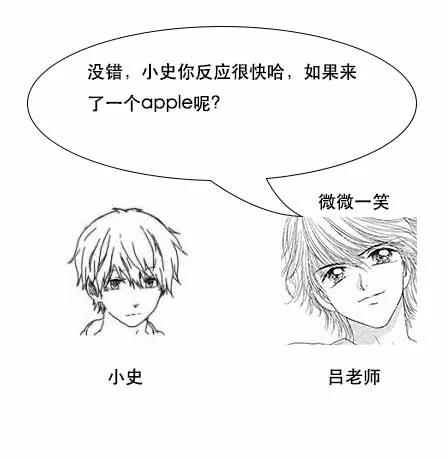 没错，小史你反应很快哈，如果来
了一个apple呢？
微微一笑
小史
吕老师